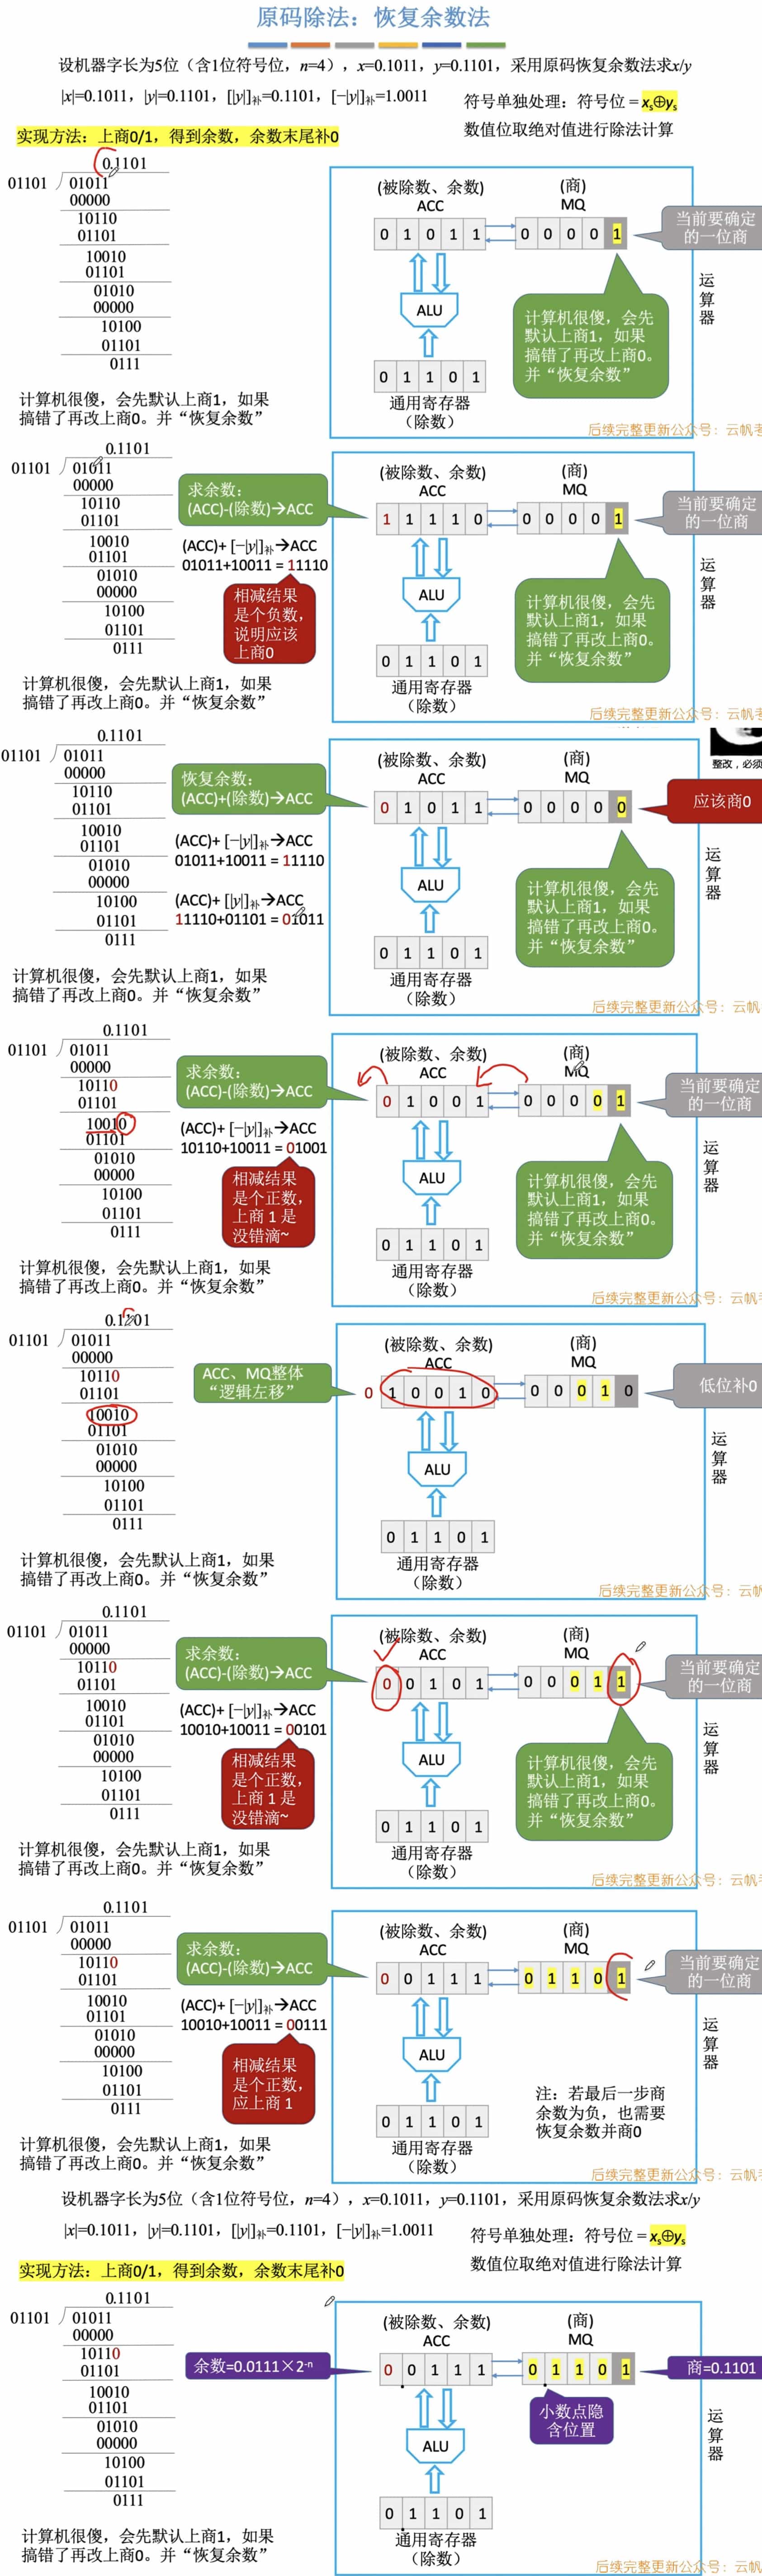 原码除法：恢复余数法
设机器字长为5位（含1位符号位，n=4），x=0.1011，y=0.1101，采用原码恢复余数法求x/y
|x|=0.1011，|y|=0.1101，[|y|]补=0.1101，[−|y|]补=1.0011
符号单独处理：符号位 = xs⊕ys
数值位取绝对值进行除法计算
实现方法：上商0/1，得到余数，余数末尾补0
0.1101
01101 01011
00000
10110
01101
10010
01101
01010
00000
10100
01101
0111
计算机很傻，会先默认上商1，如果
搞错了再改上商0。并“恢复余数”
(被除数、余数)
ACC
(商)
MQ
0 1 0 1 1
0 0 0 0 1
当前要确定
的一位商
ALU
计算机很傻，会先
默认上商1，如果
搞错了再改上商0。
并“恢复余数”
运算器
0 1 1 0 1
通用寄存器
（除数）
后续完整更新公众号：云帆考
0.1101
01101 01011
00000
10110
01101
10010
01101
01010
00000
10100
01101
0111
计算机很傻，会先默认上商1，如果
搞错了再改上商0。并“恢复余数”
求余数：
(ACC)-(除数)→ACC
(ACC)+ [−|y|]补→ACC
01011+10011 = 11110
相减结果
是个负数，
说明应该
上商0
(被除数、余数)
ACC
(商)
MQ
1 1 1 1 0
0 0 0 0 1
当前要确定
的一位商
ALU
计算机很傻，会先
默认上商1，如果
搞错了再改上商0。
并“恢复余数”
运算器
0 1 1 0 1
通用寄存器
（除数）
后续完整更新公众号：云帆考
整改，必须
0.1101
01101 01011
00000
10110
01101
10010
01101
01010
00000
10100
01101
0111
计算机很傻，会先默认上商1，如果
搞错了再改上商0。并“恢复余数”
恢复余数：
(ACC)+(除数)→ACC
(ACC)+ [−|y|]补→ACC
01011+10011 = 11110
(ACC)+ [|y|]补→ACC
11110+01101 = 01011
(被除数、余数)
ACC
(商)
MQ
0 1 0 1 1
0 0 0 0 0
应该商0
ALU
计算机很傻，会先
默认上商1，如果
搞错了再改上商0。
并“恢复余数”
运算器
0 1 1 0 1
通用寄存器
（除数）
后续完整更新公众号：云帆
0.1101
01101 01011
00000
10110
01101
10010
01101
01010
00000
10100
01101
0111
计算机很傻，会先默认上商1，如果
搞错了再改上商0。并“恢复余数”
求余数：
(ACC)-(除数)→ACC
(ACC)+ [−|y|]补→ACC
10110+10011 = 01001
相减结果
是个正数，
上商 1 是
没错滴~
(被除数、余数)
ACC
(商)
MQ
0 1 0 0 1
0 0 0 0 1
当前要确定
的一位商
ALU
计算机很傻，会先
默认上商1，如果
搞错了再改上商0。
并“恢复余数”
运算器
0 1 1 0 1
通用寄存器
（除数）
后续完整更新公众号：云帆
0.1101
01101 01011
00000
10110
01101
10010
01101
01010
00000
10100
01101
0111
计算机很傻，会先默认上商1，如果
搞错了再改上商0。并“恢复余数”
ACC、MQ整体
“逻辑左移”
(被除数、余数)
ACC
(商)
MQ
0 1 0 0 1 0
0 0 0 1 0
低位补0
ALU
运算器
0 1 1 0 1
通用寄存器
（除数）
后续完整更新公众号：云帆
0.1101
01101 01011
00000
10110
01101
10010
01101
01010
00000
10100
01101
0111
计算机很傻，会先默认上商1，如果
搞错了再改上商0。并“恢复余数”
求余数：
(ACC)-(除数)→ACC
(ACC)+ [−|y|]补→ACC
10010+10011 = 00101
相减结果
是个正数，
上商 1 是
没错滴~
(被除数、余数)
ACC
(商)
MQ
0 0 1 0 1
0 0 0 1 1
当前要确定
的一位商
ALU
计算机很傻，会先
默认上商1，如果
搞错了再改上商0。
并“恢复余数”
运算器
0 1 1 0 1
通用寄存器
（除数）
后续完整更新公众号：云帆
0.1101
01101 01011
00000
10110
01101
10010
01101
01010
00000
10100
01101
0111
计算机很傻，会先默认上商1，如果
搞错了再改上商0。并“恢复余数”
求余数：
(ACC)-(除数)→ACC
(ACC)+ [−|y|]补→ACC
10010+10011 = 00111
相减结果
是个正数，
应上商 1
(被除数、余数)
ACC
(商)
MQ
0 0 1 1 1
0 1 1 0 1
当前要确定
的一位商
ALU
运算器
注：若最后一步商
余数为负，也需要
恢复余数并商0
0 1 1 0 1
通用寄存器
（除数）
后续完整更新公众号：云帆
设机器字长为5位（含1位符号位，n=4），x=0.1011，y=0.1101，采用原码恢复余数法求x/y
|x|=0.1011，|y|=0.1101，[|y|]补=0.1101，[−|y|]补=1.0011
符号单独处理：符号位 = xs⊕ys
数值位取绝对值进行除法计算
实现方法：上商0/1，得到余数，余数末尾补0
0.1101
01101 01011
00000
10110
01101
10010
01101
01010
00000
10100
01101
0111
计算机很傻，会先默认上商1，如果
搞错了再改上商0。并“恢复余数”
余数=0.0111×2-n
(被除数、余数)
ACC
(商)
MQ
0 0 1 1 1
0 1 1 0 1
商=0.1101
小数点隐
含位置
ALU
运算器
0 1 1 0 1
通用寄存器
（除数）
后续完整更新公众号：云帆